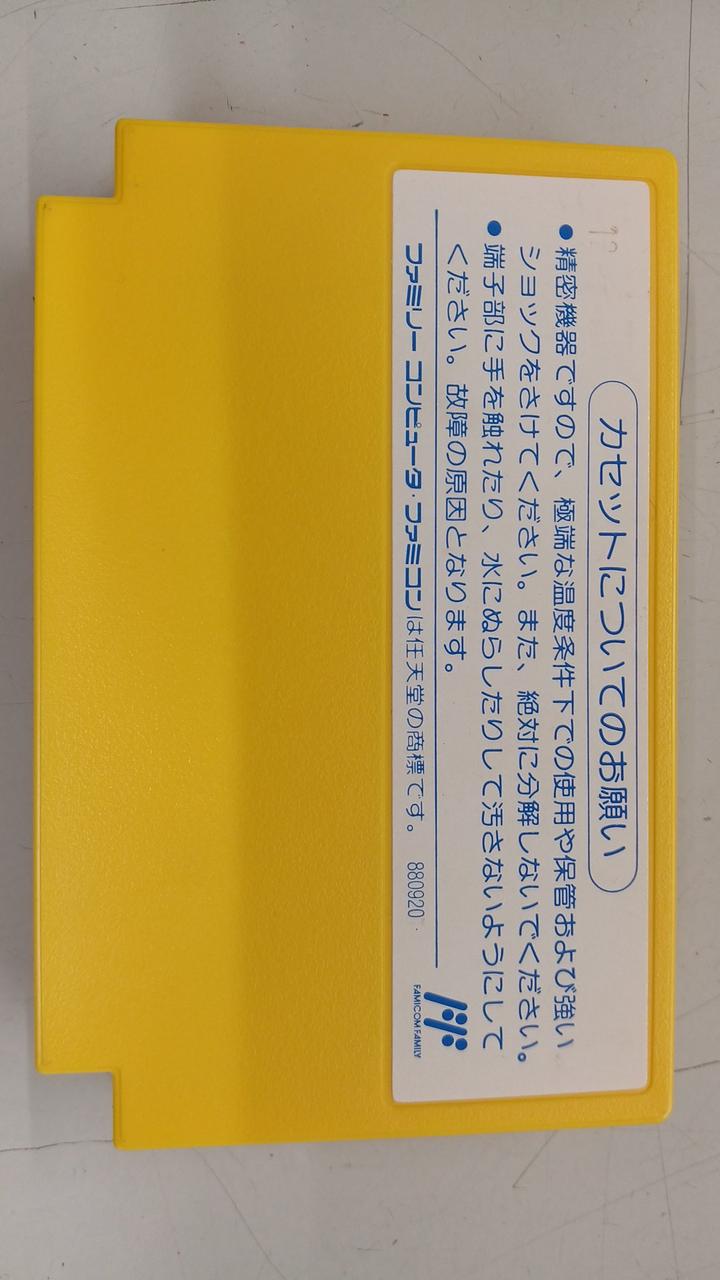 カセットについてのお願い
●精密機器ですので、極端な温度条件下での使用や保管および強い
ショックをさけてください。また、絶対に分解しないでください。
●端子部に手を触れたり、水にぬらしたりして汚さないようにして
ください。故障の原因となります。
ファミリー コンピュータ・ファミコンは任天堂の商標です。 880920
FAMICOM FAMILY